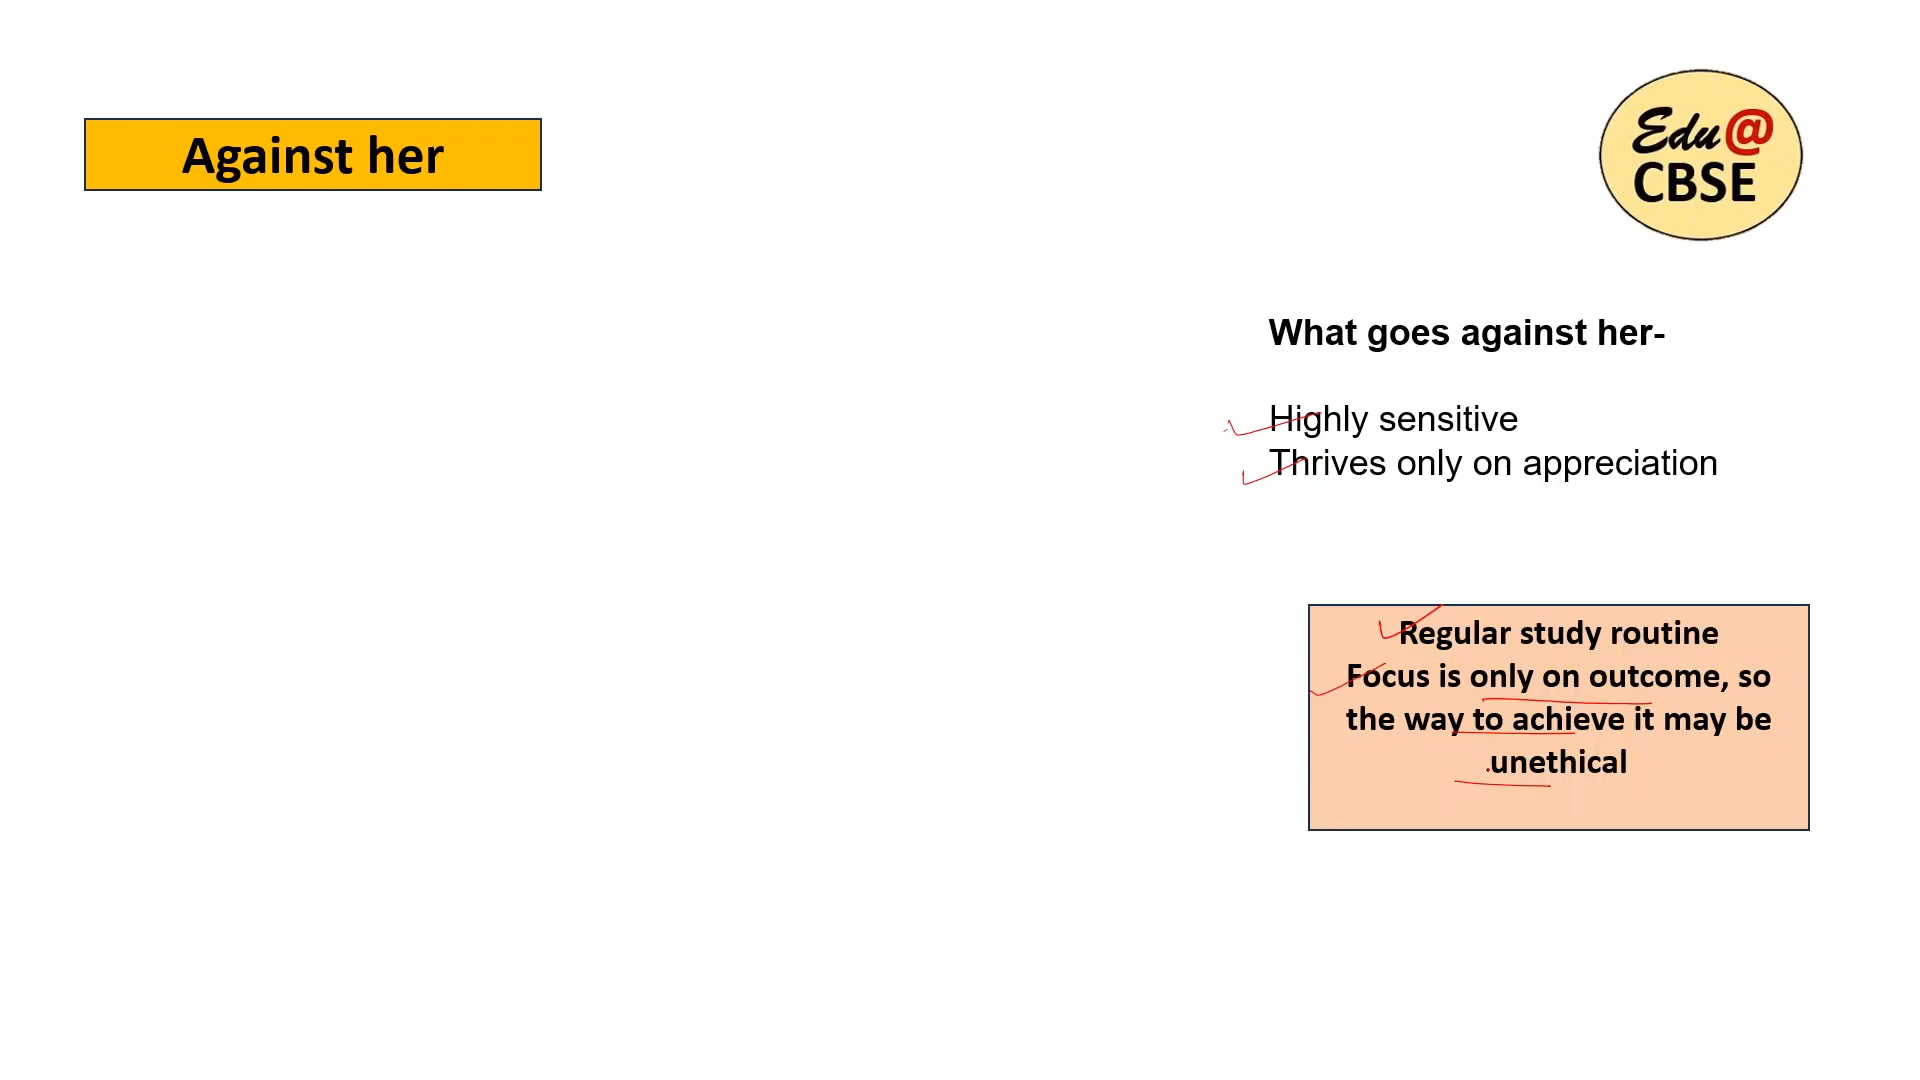 Against her
Edu@
CBSE
What goes against her-
Highly sensitive
Thrives only on appreciation
Regular study routine
Focus is only on outcome, so
the way to achieve it may be
unethical